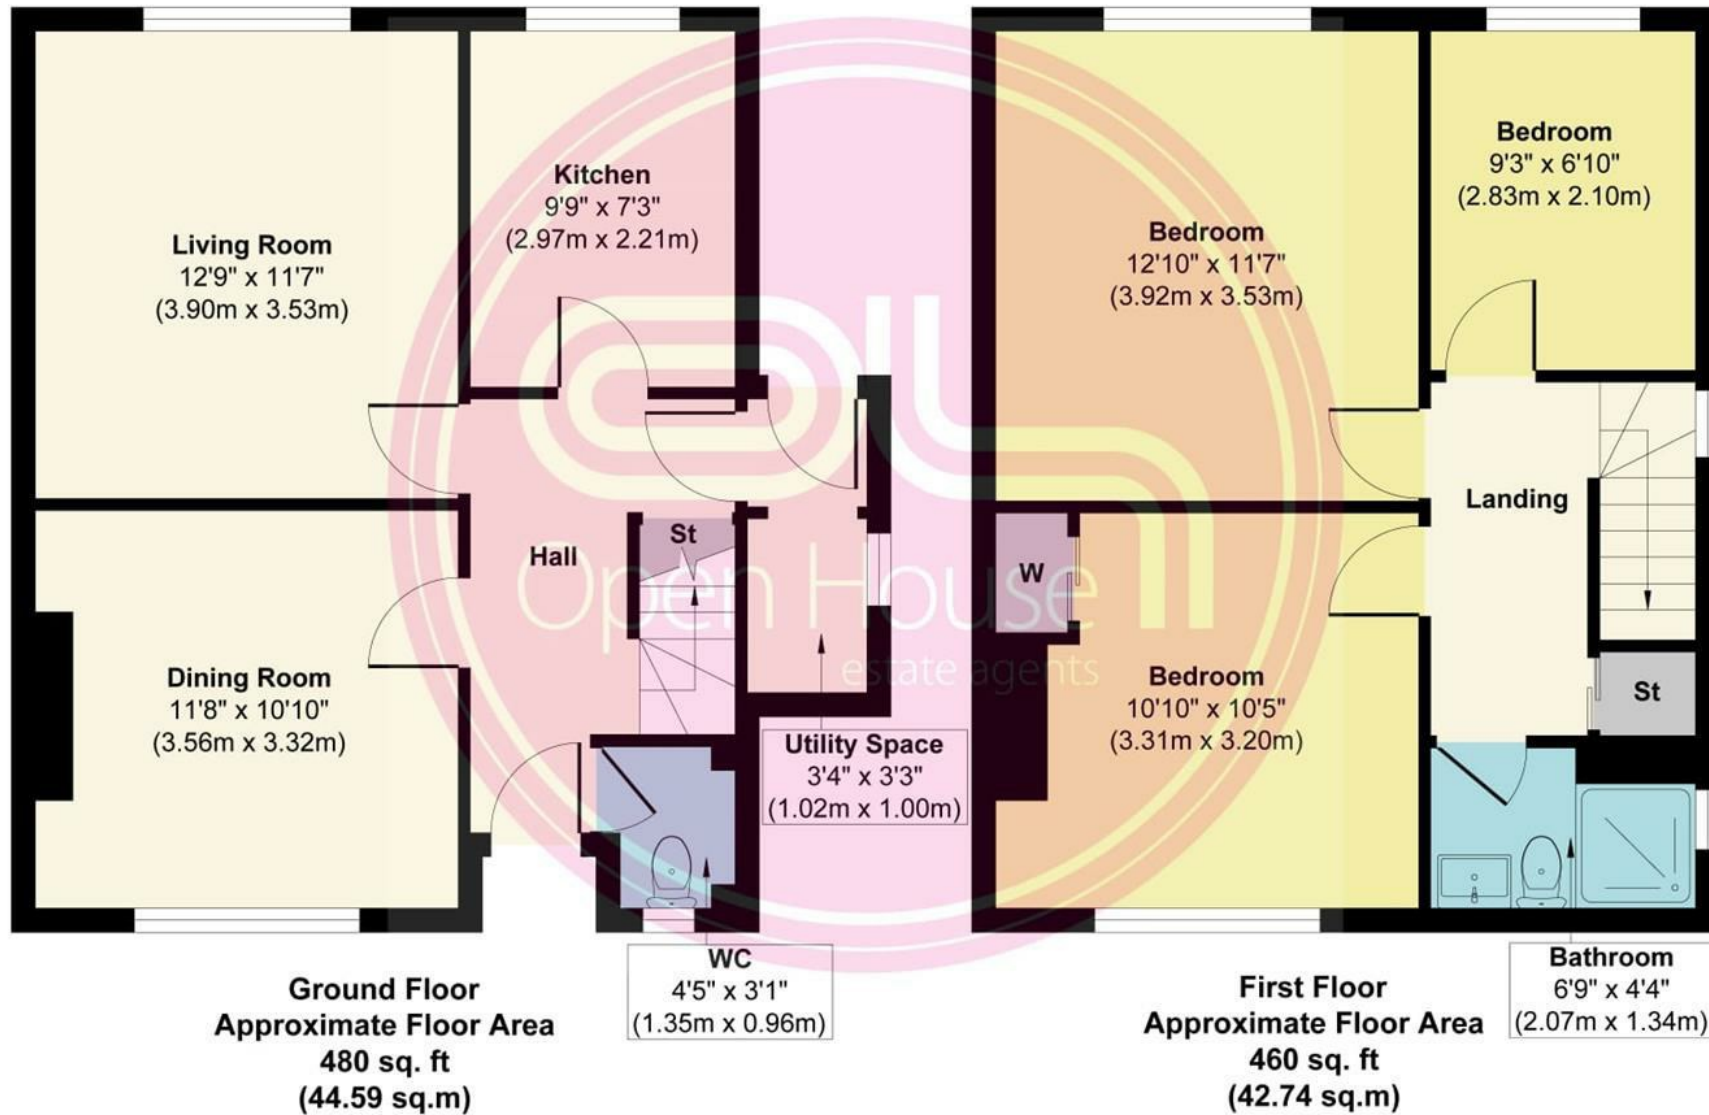 Living Room
12'9" x 11'7"
(3.90m x 3.53m)
Kitchen
9'9" x 7'3"
(2.97m x 2.21m)
Dining Room
11'8" x 10'10"
(3.56m x 3.32m)
Hall
St
Utility Space
3'4" x 3'3"
(1.02m x 1.00m)
WC
4'5" x 3'1"
(1.35m x 0.96m)
Ground Floor
Approximate Floor Area
480 sq. ft
(44.59 sq.m)
Bedroom
12'10" x 11'7"
(3.92m x 3.53m)
Bedroom
9'3" x 6'10"
(2.83m x 2.10m)
Landing
W
Bedroom
10'10" x 10'5"
(3.31m x 3.20m)
St
Bathroom
6'9" x 4'4"
(2.07m x 1.34m)
First Floor
Approximate Floor Area
460 sq. ft
(42.74 sq.m)
Open House
estate agents